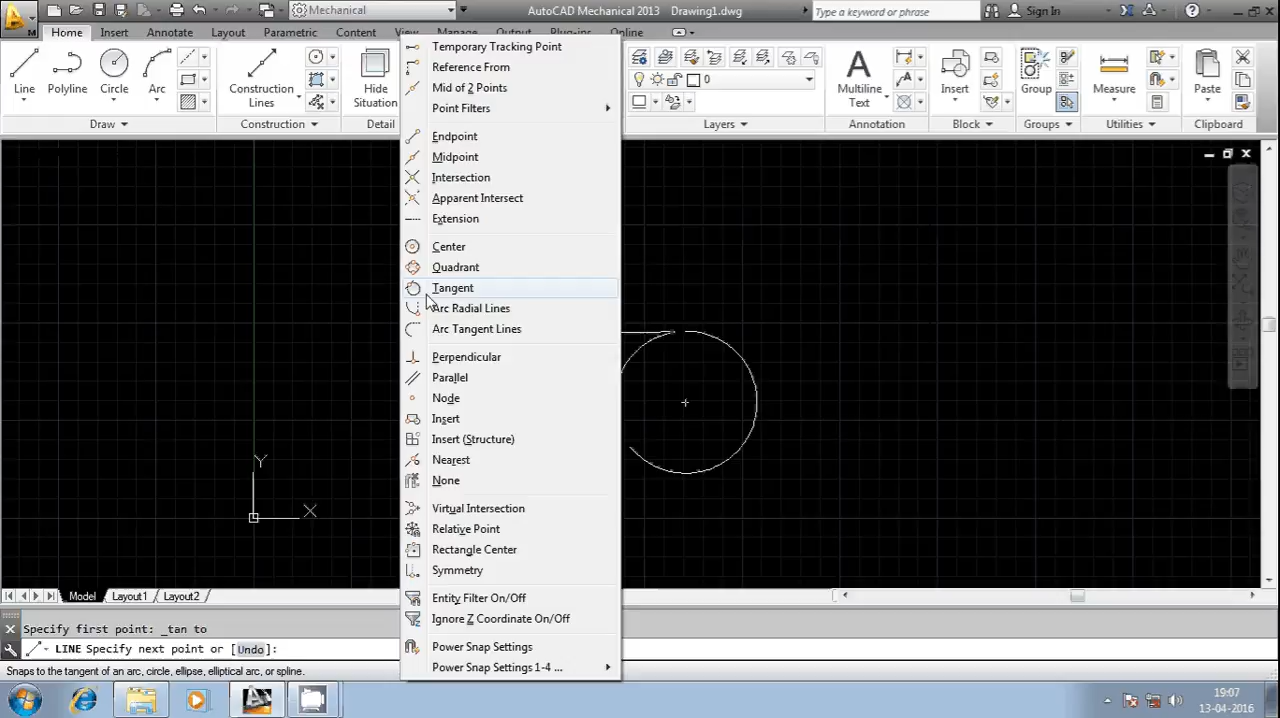 Mechanical
AutoCAD Mechanical 2013 Drawing1.dwg
Type a keyword or phrase
Sign In
Home
Insert
Annotate
Layout
Parametric
Content
View
Manage
Output
Plug-ins
Online
Line
Polyline
Circle
Arc
Construction
Lines
Hide
Situation
Multiline
Text
Insert
Group
Measure
Paste
0
Draw
Construction
Detail
Layers
Annotation
Block
Groups
Utilities
Clipboard
Temporary Tracking Point
Reference From
Mid of 2 Points
Point Filters
Endpoint
Midpoint
Intersection
Apparent Intersect
Extension
Center
Quadrant
Tangent
Arc Radial Lines
Arc Tangent Lines
Perpendicular
Parallel
Node
Insert
Insert (Structure)
Nearest
None
Virtual Intersection
Relative Point
Rectangle Center
Symmetry
Entity Filter On/Off
Ignore Z Coordinate On/Off
Power Snap Settings
Power Snap Settings 1-4 ...
Y
X
Model
Layout1
Layout2
Specify first point: _tan to
LINE Specify next point or [Undo]:
Snaps to the tangent of an arc, circle, ellipse, elliptical arc, or spline.
19:07
13-04-2016